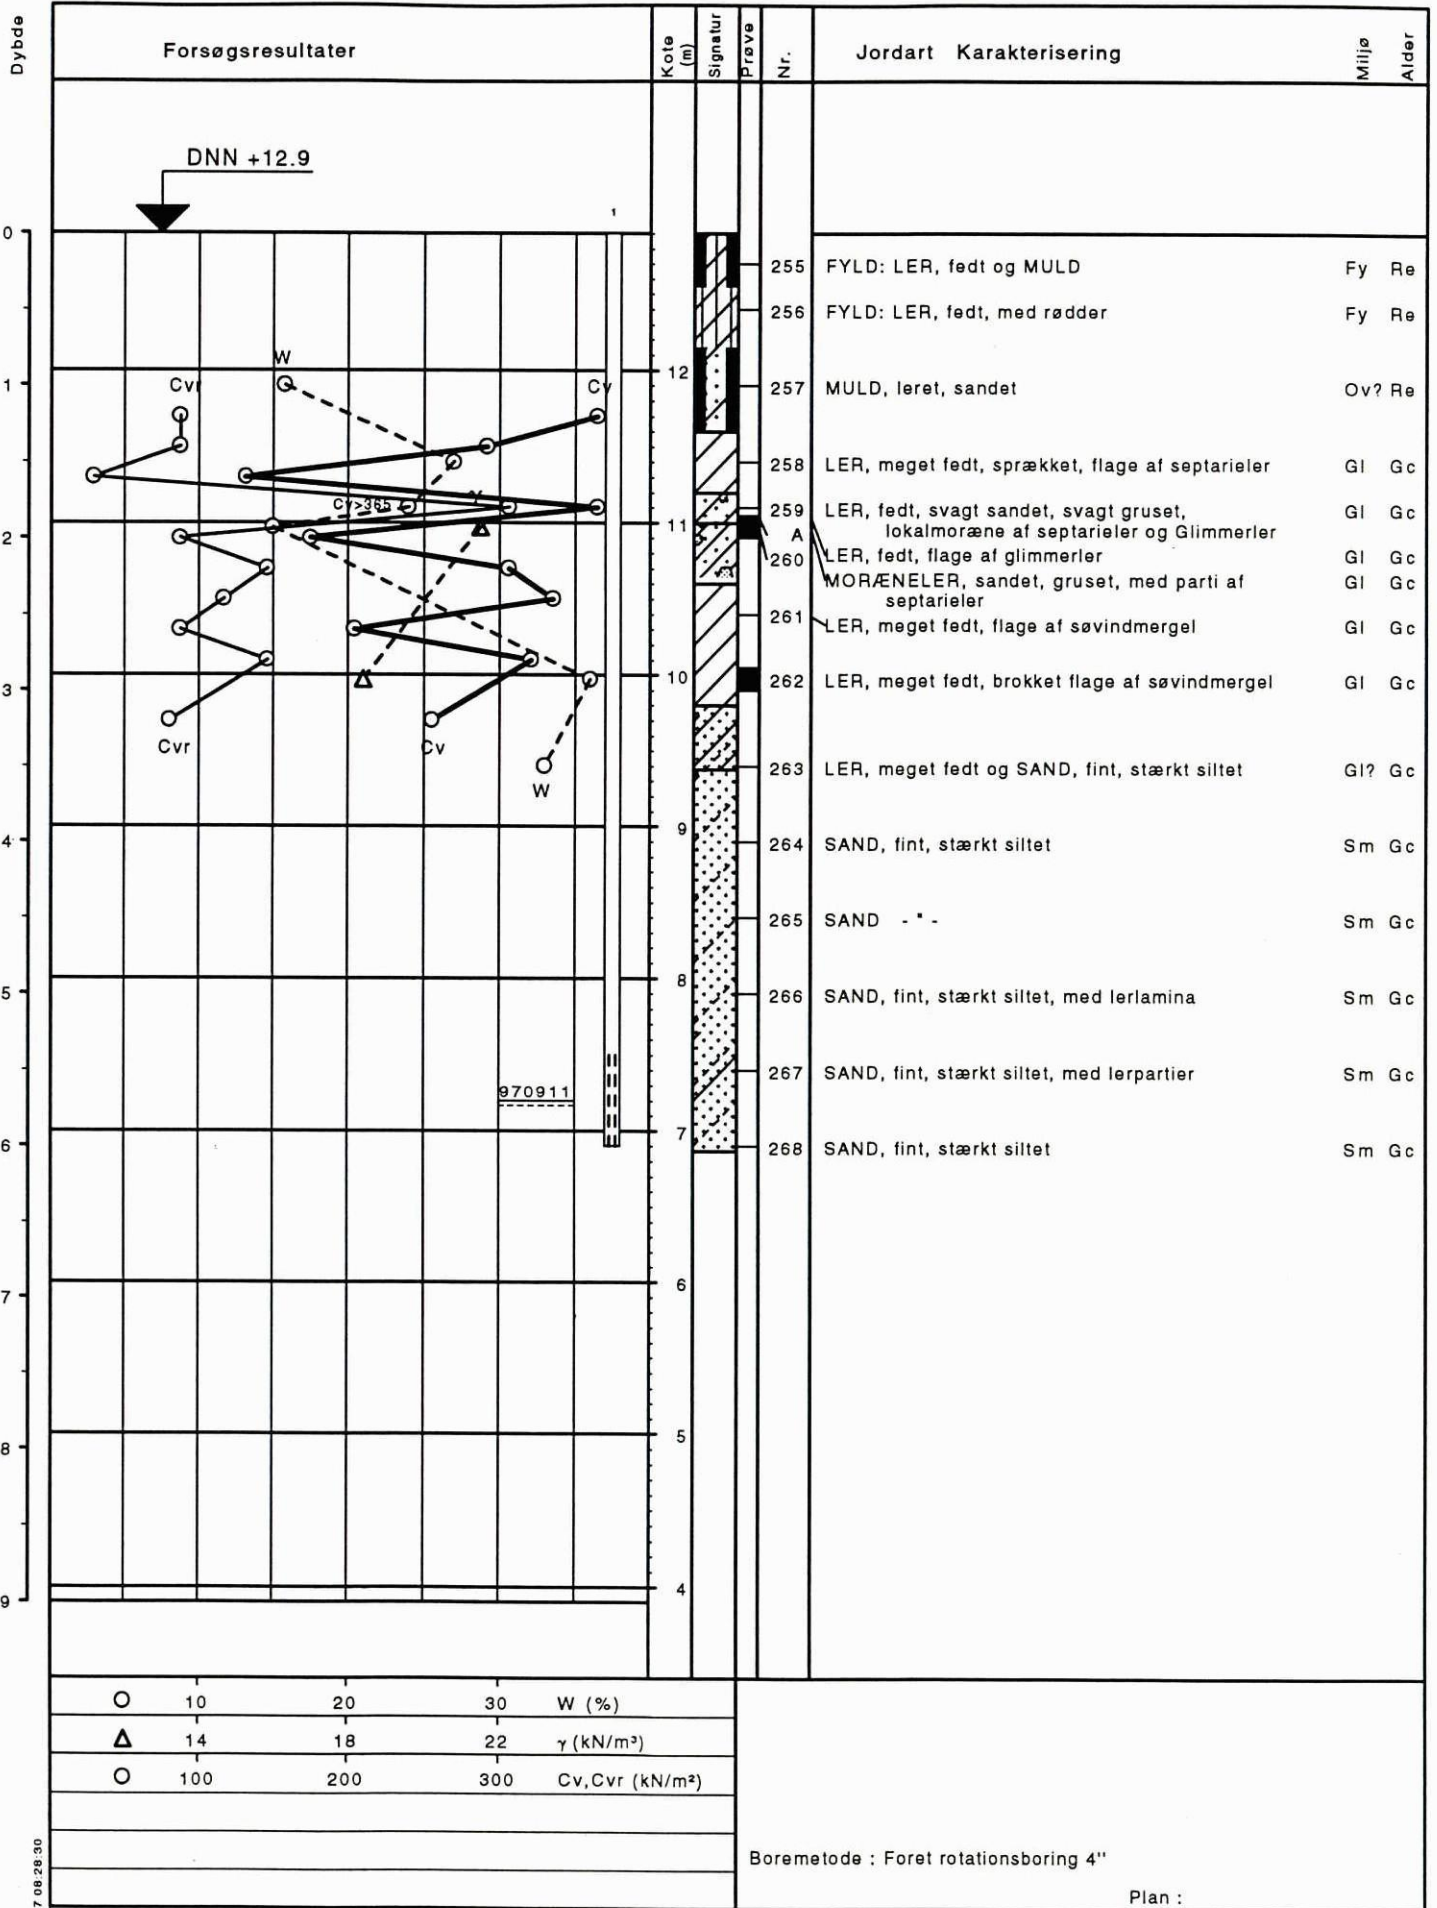 Dybde
Forsøgsresultater
Kote (m)
Signatur
Prøve
Nr.
Jordart Karakterisering
Miljø
Alder
DNN +12.9
1
0
255 FYLD: LER, fedt og MULD Fy Re
256 FYLD: LER, fedt, med rødder Fy Re
W
12
1
Cvr
Cv
257 MULD, leret, sandet Ov? Re
258 LER, meget fedt, sprækket, flage af septarieler Gl Gc
Cv>365
γ
259 LER, fedt, svagt sandet, svagt gruset, Gl Gc
lokalmoræne af septarieler og Glimmerler
11
2
A
260 LER, fedt, flage af glimmerler Gl Gc
MORÆNELER, sandet, gruset, med parti af Gl Gc
septarieler
261 LER, meget fedt, flage af søvindmergel Gl Gc
10
3
262 LER, meget fedt, brokket flage af søvindmergel Gl Gc
Cvr
Cv
263 LER, meget fedt og SAND, fint, stærkt siltet Gl? Gc
W
9
4
264 SAND, fint, stærkt siltet Sm Gc
265 SAND - " - Sm Gc
8
5
266 SAND, fint, stærkt siltet, med lerlamina Sm Gc
267 SAND, fint, stærkt siltet, med lerpartier Sm Gc
970911
7
6
268 SAND, fint, stærkt siltet Sm Gc
6
7
5
8
4
9
10 20 30 W (%)
14 18 22 γ (kN/m³)
100 200 300 Cv,Cvr (kN/m²)
7 08:28:30
Boremetode : Foret rotationsboring 4"
Plan :